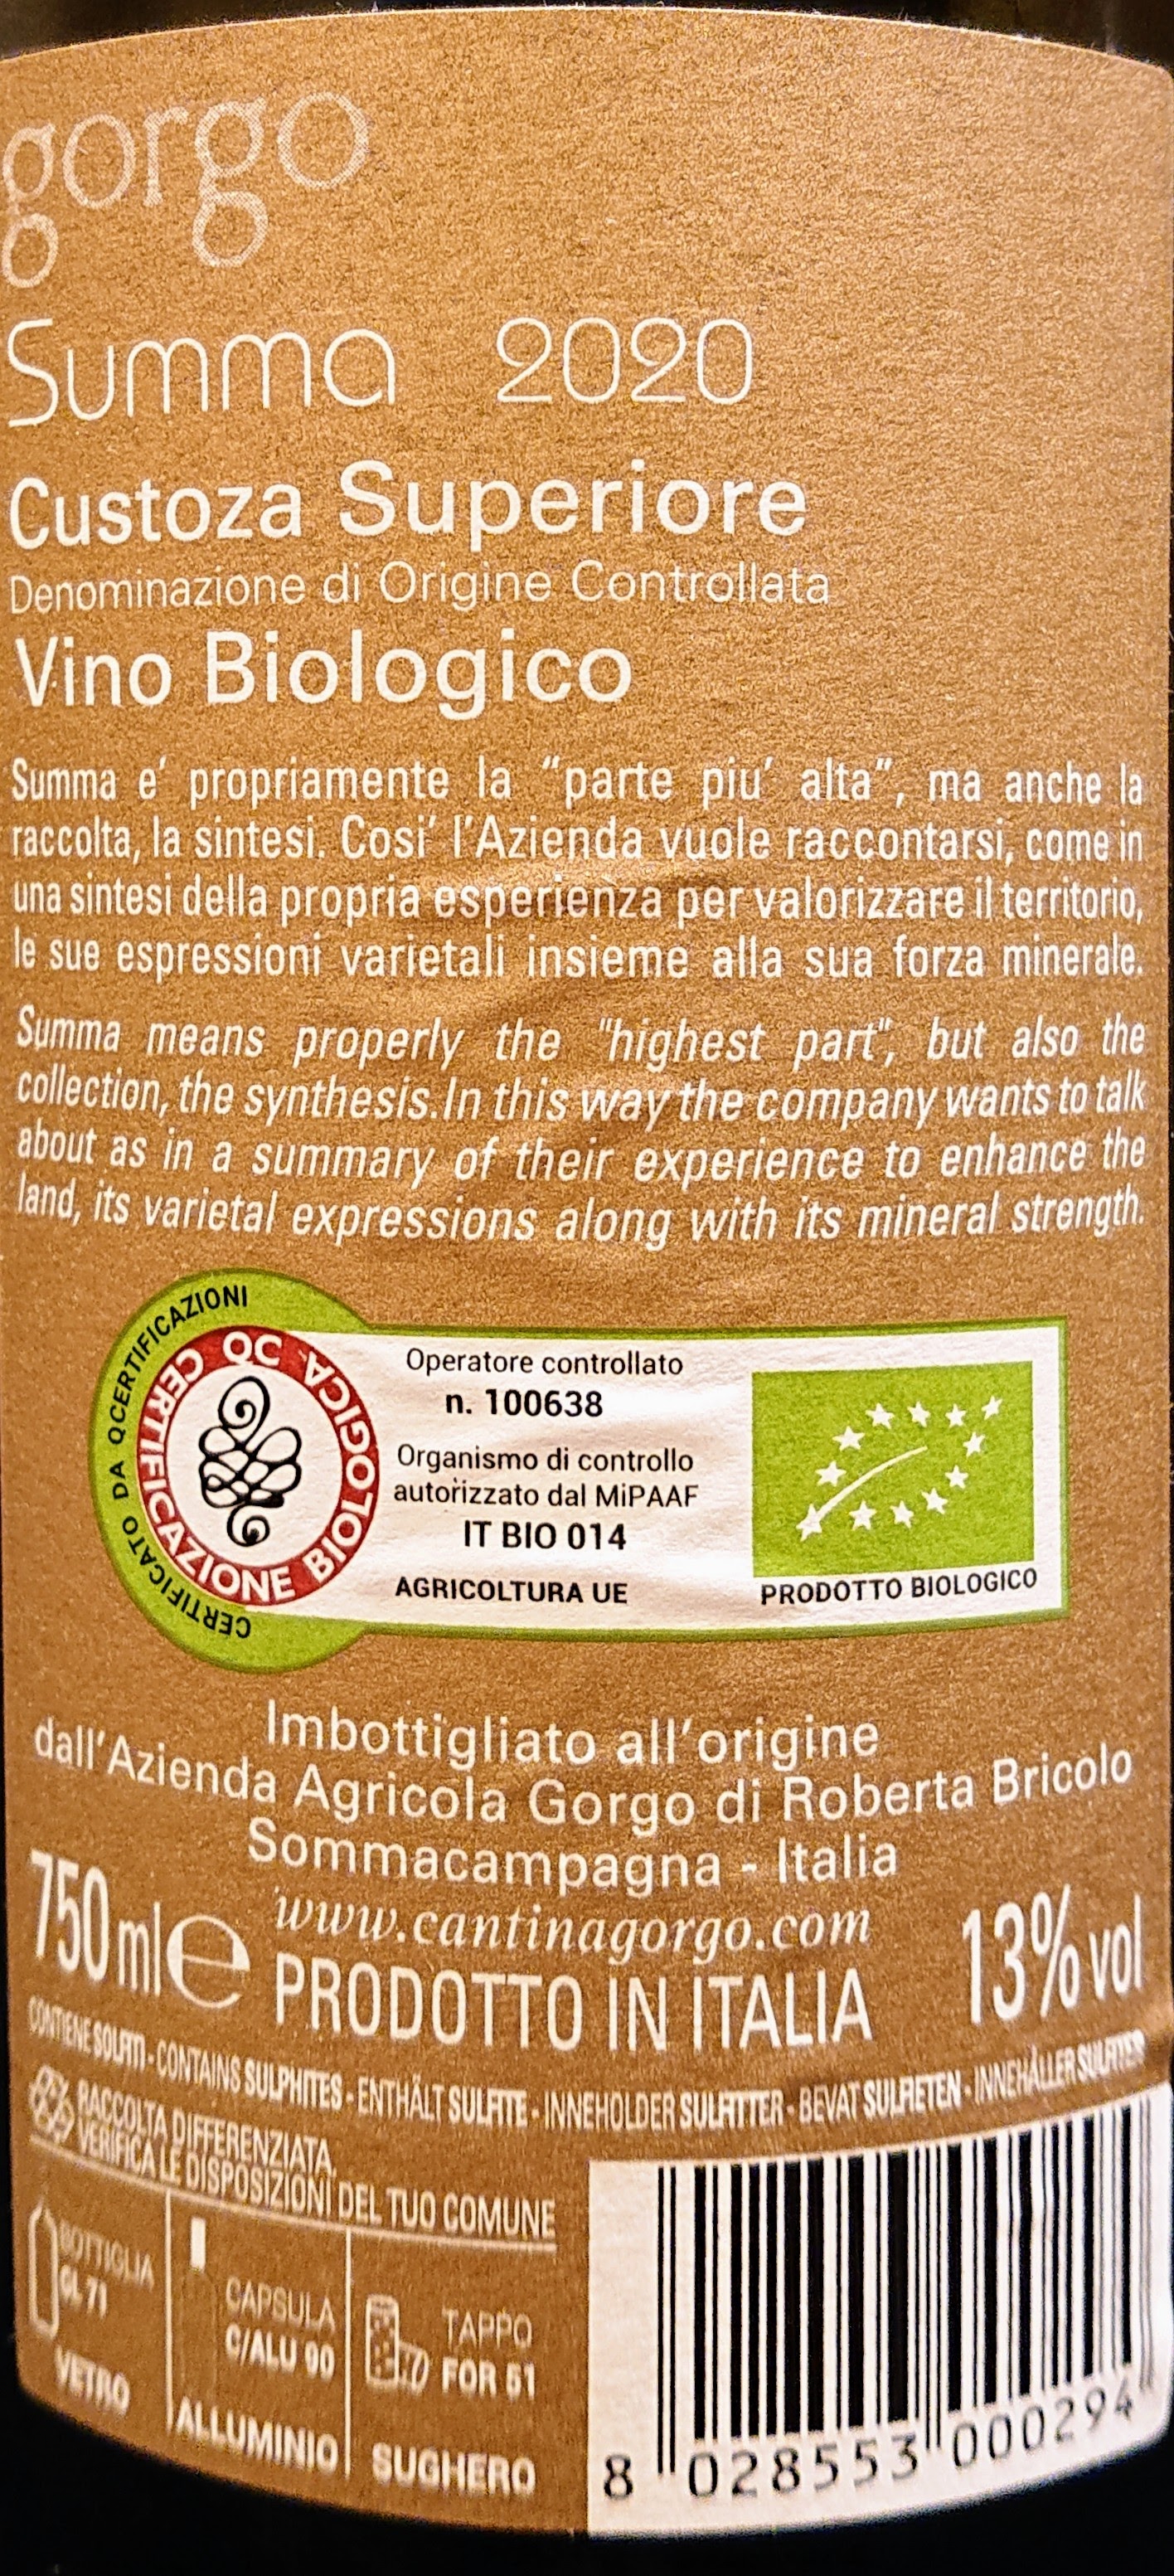 gorgo
Summa 2020
Custoza Superiore
Denominazione di Origine Controllata
Vino Biologico
Summa e' propriamente la "parte piu' alta", ma anche la
raccolta, la sintesi. Cosi' l'Azienda vuole raccontarsi, come in
una sintesi della propria esperienza per valorizzare il territorio,
le sue espressioni varietali insieme alla sua forza minerale.
Summa means properly the "highest part", but also the
collection, the synthesis.In this way the company wants to talk
about as in a summary of their experience to enhance the
land, its varietal expressions along with its mineral strength.
CERTIFICATO DA QCERTIFICAZIONI
QC CERTIFICAZIONE BIOLOGICA
Operatore controllato
n. 100638
Organismo di controllo
autorizzato dal MiPAAF
IT BIO 014
AGRICOLTURA UE
PRODOTTO BIOLOGICO
Imbottigliato all'origine
dall'Azienda Agricola Gorgo di Roberta Bricolo
Sommacampagna - Italia
www.cantinagorgo.com
750 ml e
PRODOTTO IN ITALIA
13% vol
CONTIENE SOLFITI - CONTAINS SULPHITES - ENTHÄLT SULFITE - INNEHOLDER SULFITTER - BEVAT SULFIETEN - INNEHÅLLER SULFITER
RACCOLTA DIFFERENZIATA.
VERIFICA LE DISPOSIZIONI DEL TUO COMUNE
BOTTIGLIA
GL 71
VETRO
CAPSULA
C/ALU 90
ALLUMINIO
TAPPO
FOR 51
SUGHERO
8 028553 000294